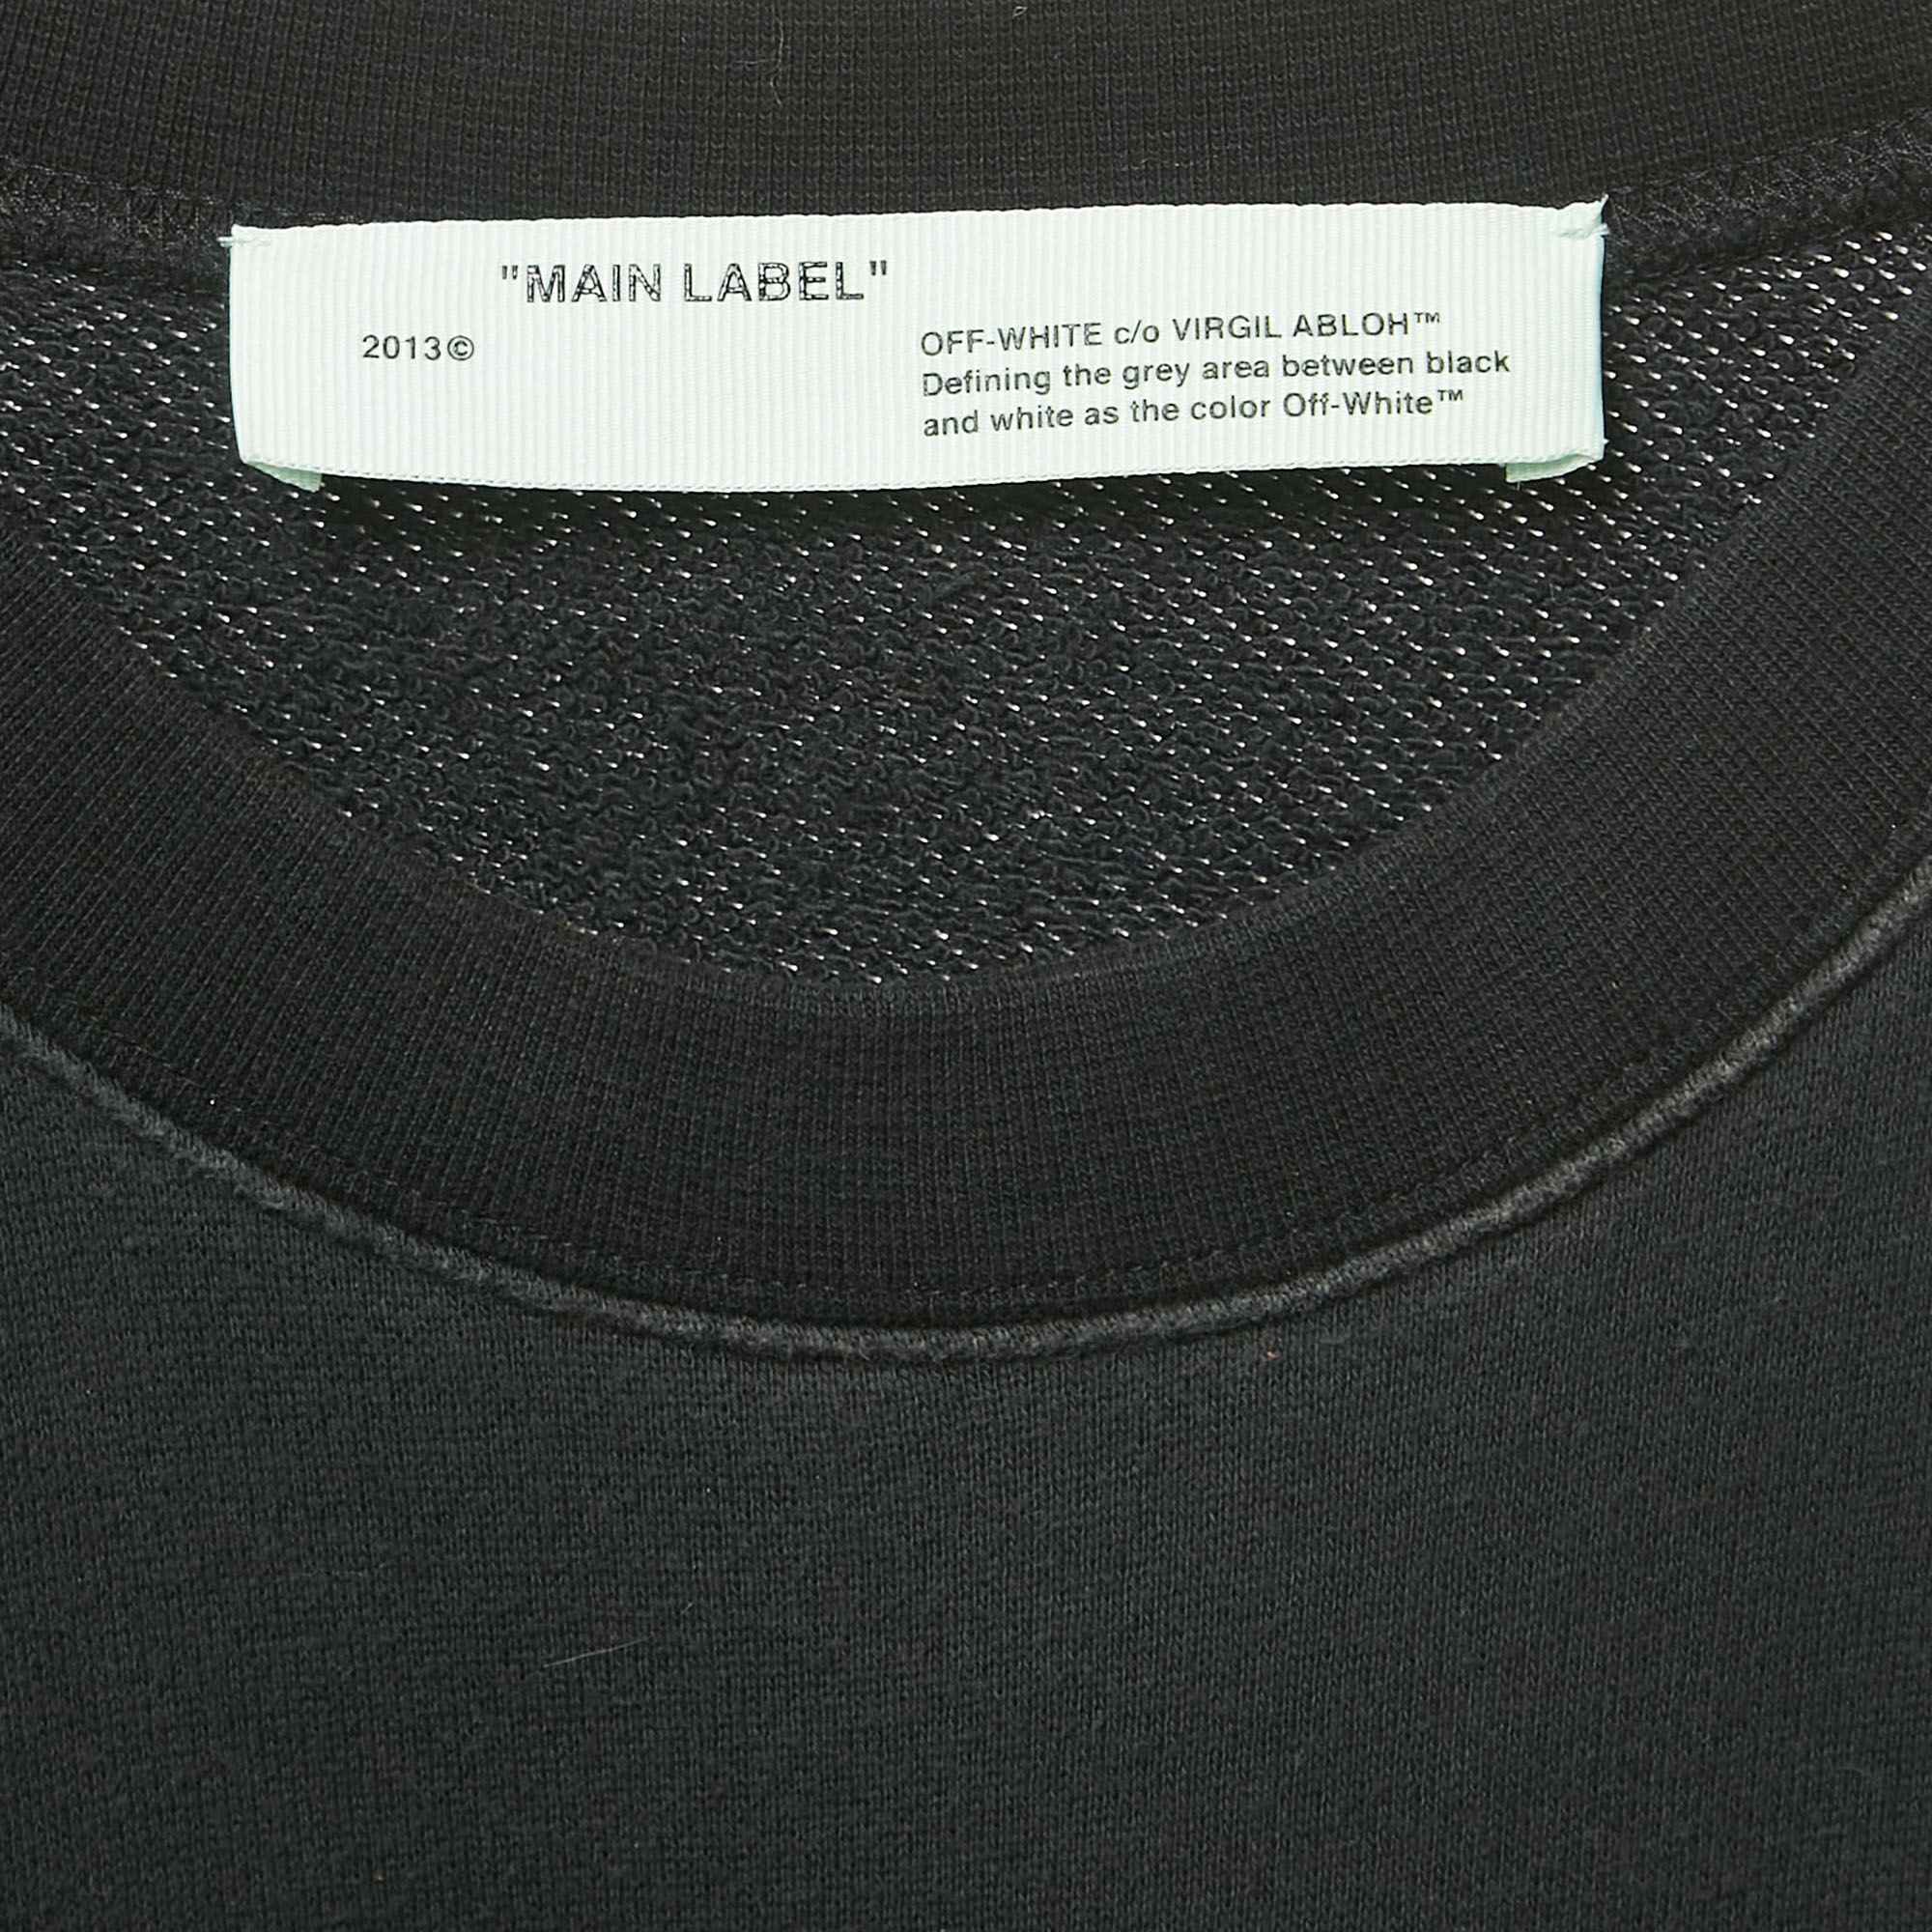 "MAIN LABEL"
2013©
OFF-WHITE c/o VIRGIL ABLOH™
Defining the grey area between black
and white as the color Off-White™